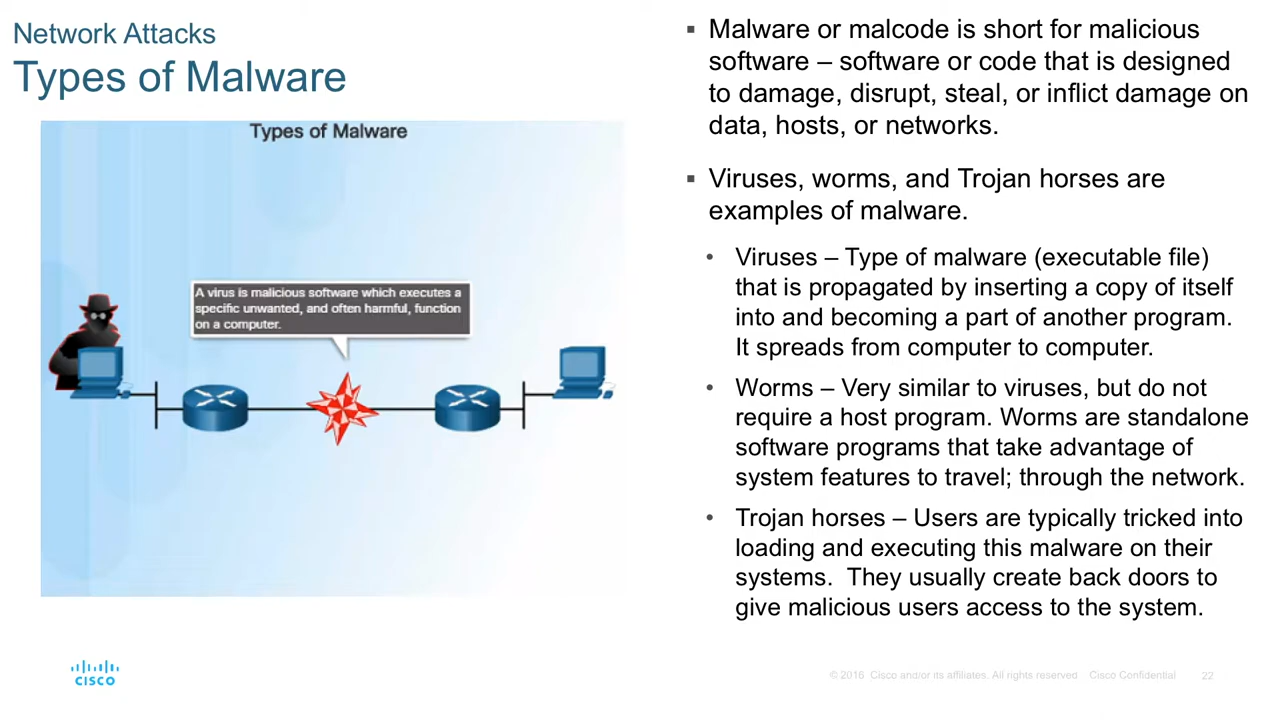 Network Attacks
Types of Malware
Types of Malware
A virus is malicious software which executes a
specific unwanted, and often harmful, function
on a computer.
▪ Malware or malcode is short for malicious
software – software or code that is designed
to damage, disrupt, steal, or inflict damage on
data, hosts, or networks.
▪ Viruses, worms, and Trojan horses are
examples of malware.
• Viruses – Type of malware (executable file)
that is propagated by inserting a copy of itself
into and becoming a part of another program.
It spreads from computer to computer.
• Worms – Very similar to viruses, but do not
require a host program. Worms are standalone
software programs that take advantage of
system features to travel; through the network.
• Trojan horses – Users are typically tricked into
loading and executing this malware on their
systems.  They usually create back doors to
give malicious users access to the system.
CISCO
© 2016 Cisco and/or its affiliates. All rights reserved Cisco Confidential 22